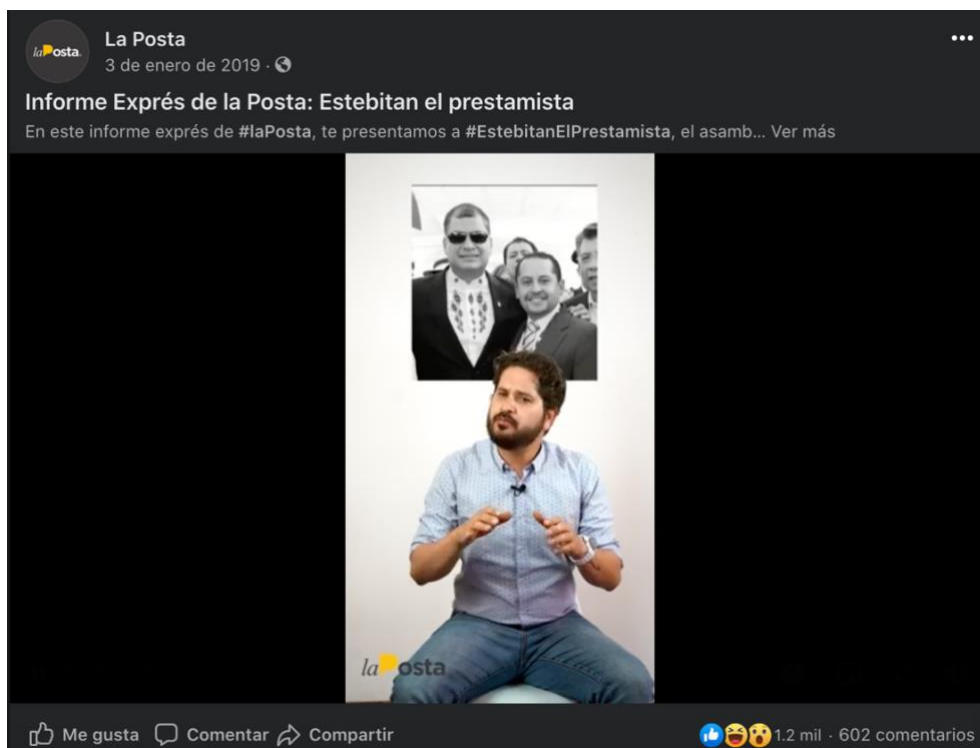 laPosta.
La Posta
3 de enero de 2019 ·
Informe Exprés de la Posta: Estebitan el prestamista
En este informe exprés de #laPosta, te presentamos a #EstebitanElPrestamista, el asamb... Ver más
laPosta
Me gusta Comentar Compartir 1.2 mil · 602 comentarios